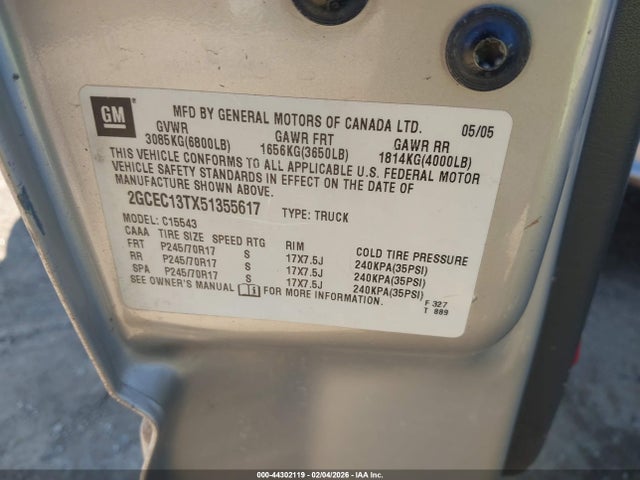 GM
MFD BY GENERAL MOTORS OF CANADA LTD. 05/05
GVWR GAWR FRT GAWR RR
3085KG(6800LB) 1656KG(3650LB) 1814KG(4000LB)
THIS VEHICLE CONFORMS TO ALL APPLICABLE U.S. FEDERAL MOTOR
VEHICLE SAFETY STANDARDS IN EFFECT ON THE DATE OF
MANUFACTURE SHOWN ABOVE.
2GCEC13TX51355617 TYPE: TRUCK
MODEL: C15543
CAAA TIRE SIZE SPEED RTG RIM COLD TIRE PRESSURE
FRT P245/70R17 S 17X7.5J 240KPA(35PSI)
RR P245/70R17 S 17X7.5J 240KPA(35PSI)
SPA P245/70R17 S 17X7.5J 240KPA(35PSI)
SEE OWNER'S MANUAL FOR MORE INFORMATION.
F 327
T 889
000-44302119 - 02/04/2026 - IAA Inc.